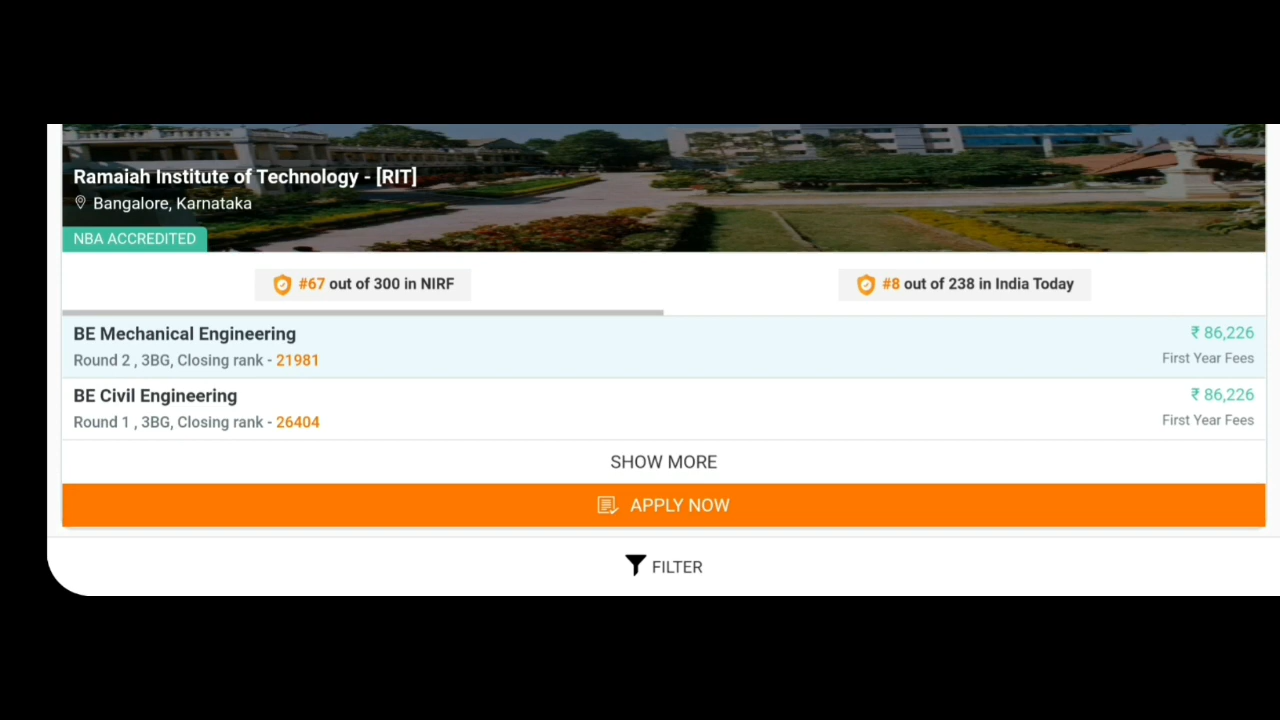 Ramaiah Institute of Technology - [RIT]
Bangalore, Karnataka
NBA ACCREDITED
#67 out of 300 in NIRF
#8 out of 238 in India Today
BE Mechanical Engineering
₹ 86,226
Round 2 , 3BG, Closing rank - 21981
First Year Fees
BE Civil Engineering
₹ 86,226
Round 1 , 3BG, Closing rank - 26404
First Year Fees
SHOW MORE
APPLY NOW
FILTER